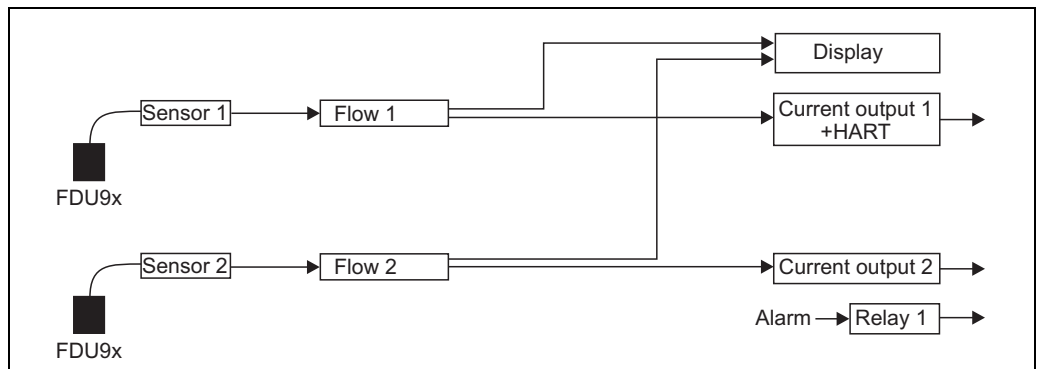 Display
Sensor 1
Flow 1
Current output 1
+HART
FDU9x
Sensor 2
Flow 2
Current output 2
Alarm
Relay 1
FDU9x